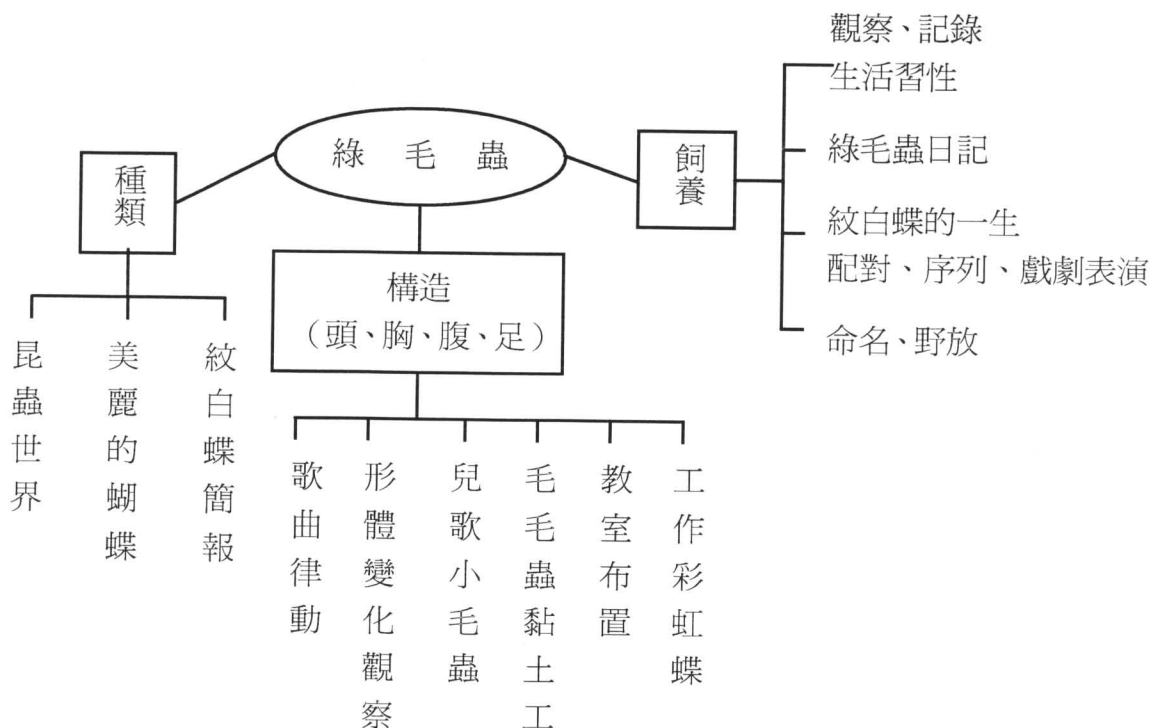 綠毛蟲
種類
昆蟲世界
美麗的蝴蝶
紋白蝶簡報
構造
（頭、胸、腹、足）
歌曲律動
形體變化觀察
兒歌小毛蟲
毛毛蟲黏土工
教室布置
工作彩虹蝶
飼養
觀察、記錄
生活習性
綠毛蟲日記
紋白蝶的一生
配對、序列、戲劇表演
命名、野放